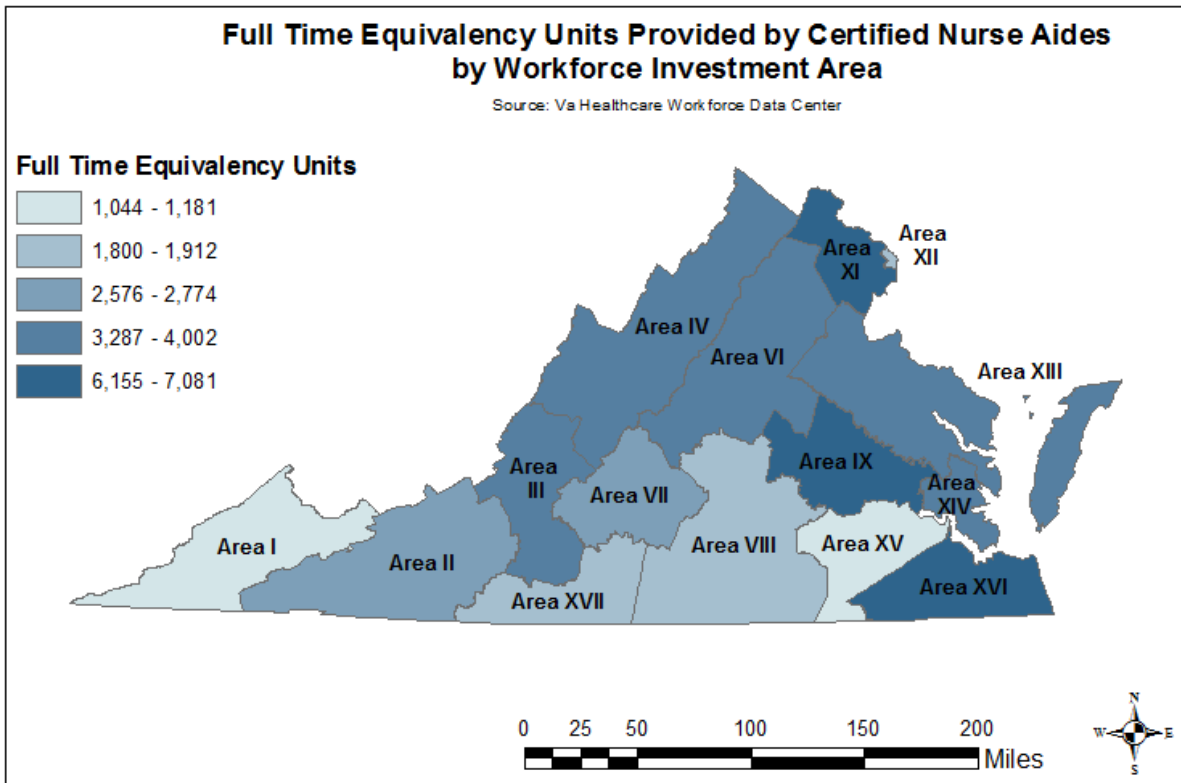 Full Time Equivalency Units Provided by Certified Nurse Aides
by Workforce Investment Area
Source: Va Healthcare Workforce Data Center
Full Time Equivalency Units
1,044 - 1,181
1,800 - 1,912
2,576 - 2,774
3,287 - 4,002
6,155 - 7,081
Area
XII
Area
XI
Area IV
Area VI
Area XIII
Area
III
Area IX
Area VII
Area
XIV
Area I
Area II
Area VIII
Area XV
Area XVII
Area XVI
0 25 50 100 150 200
Miles
N
W E
S